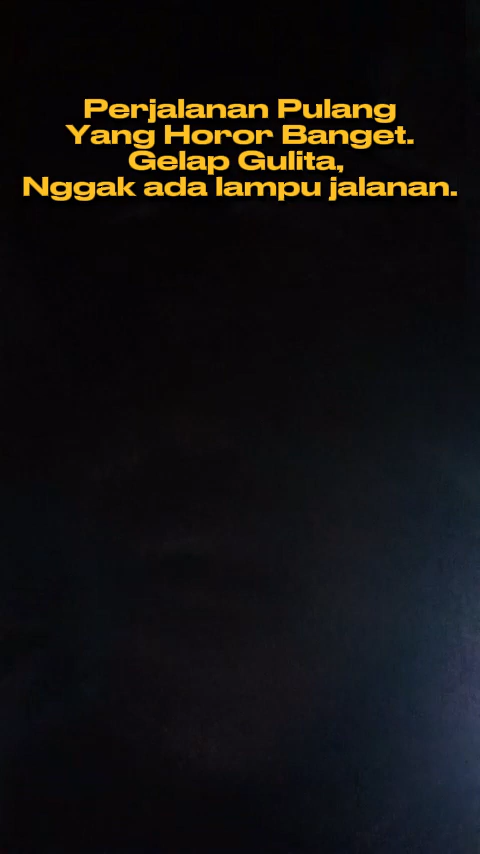 Perjalanan Pulang
Yang Horor Banget.
Gelap Gulita,
Nggak ada lampu jalanan.